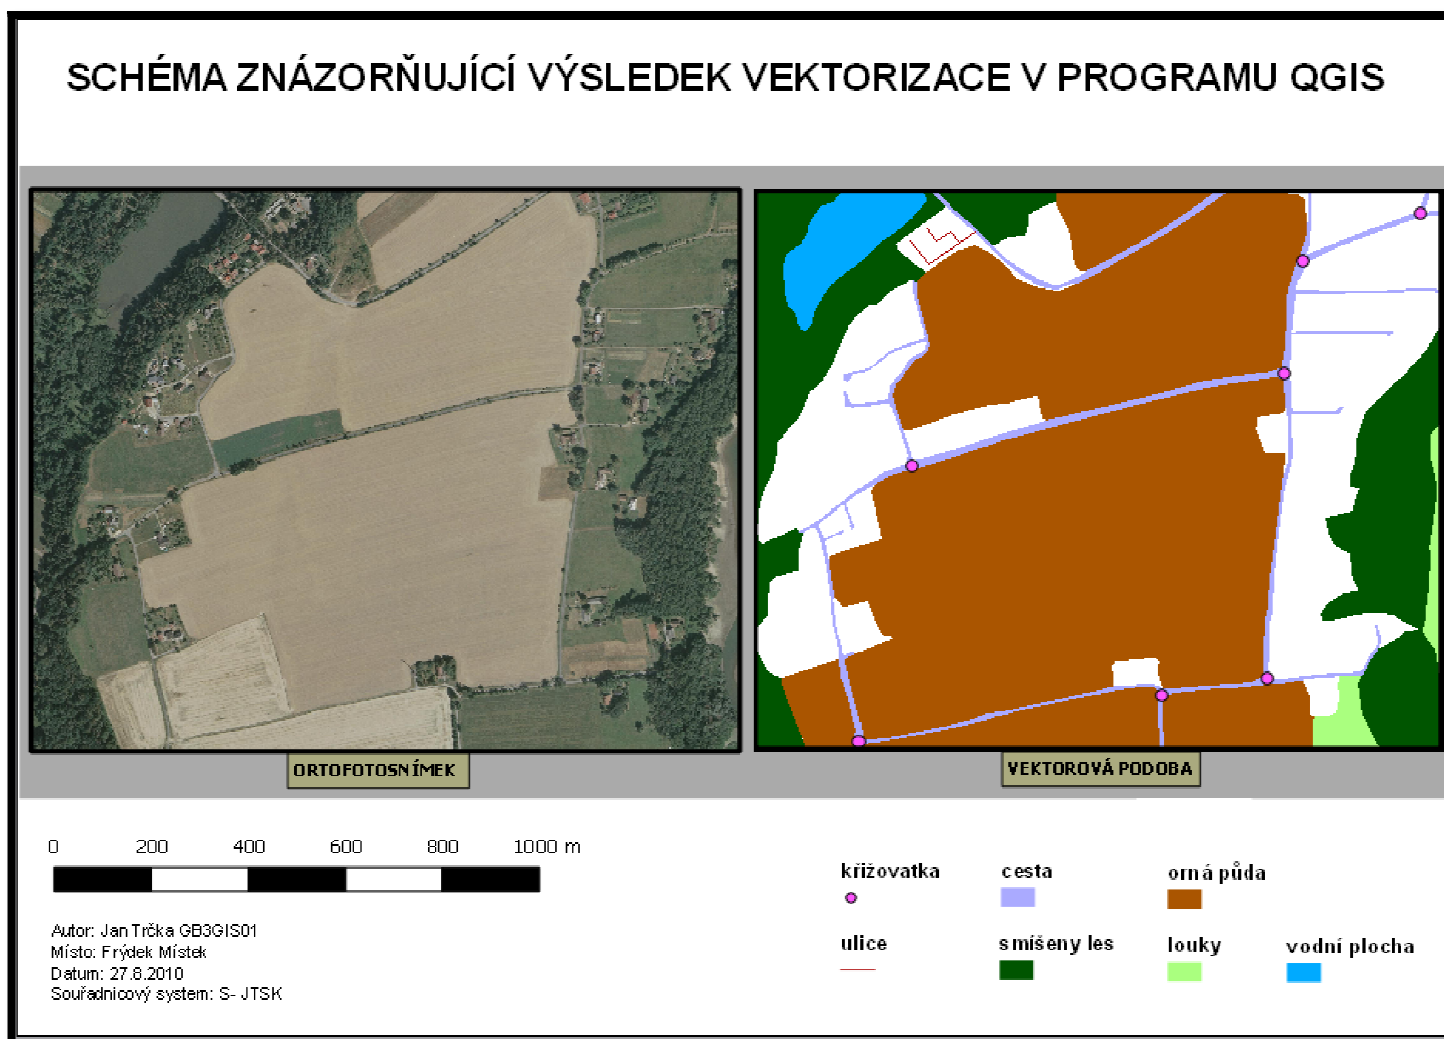 SCHÉMA ZNÁZORŇUJÍCÍ VÝSLEDEK VEKTORIZACE V PROGRAMU QGIS
ORTOFOTOSNÍMEK
VEKTOROVÁ PODOBA
0 200 400 600 800 1000 m
křižovatka cesta orná půda
ulice smíšeny les louky vodní plocha
Autor: Jan Trčka GB3GIS01
Místo: Frýdek Místek
Datum: 27.8.2010
Souřadnicový system: S- JTSK